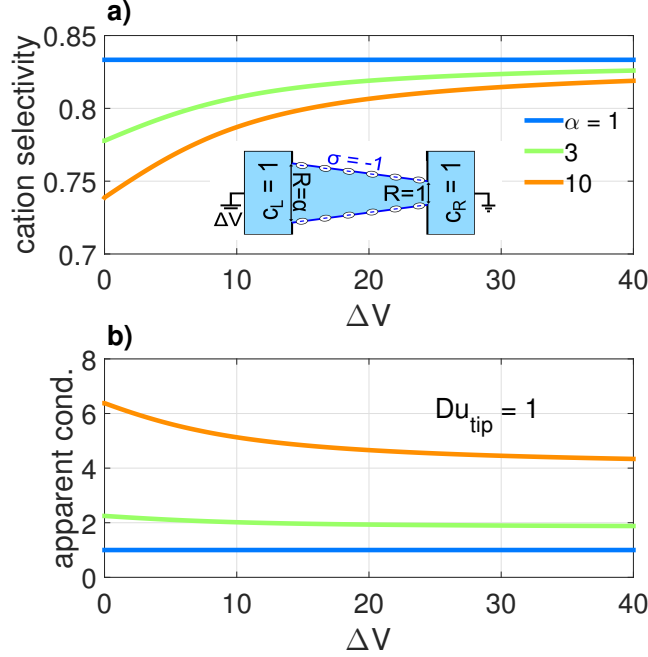 a)
0.85
0.8
0.75
0.7
cation selectivity
α = 1
3
10
σ = -1
c_L = 1
R=α
R=1
c_R = 1
ΔV
0
10
20
30
40
ΔV
b)
8
6
4
2
0
apparent cond.
Du_tip = 1
0
10
20
30
40
ΔV